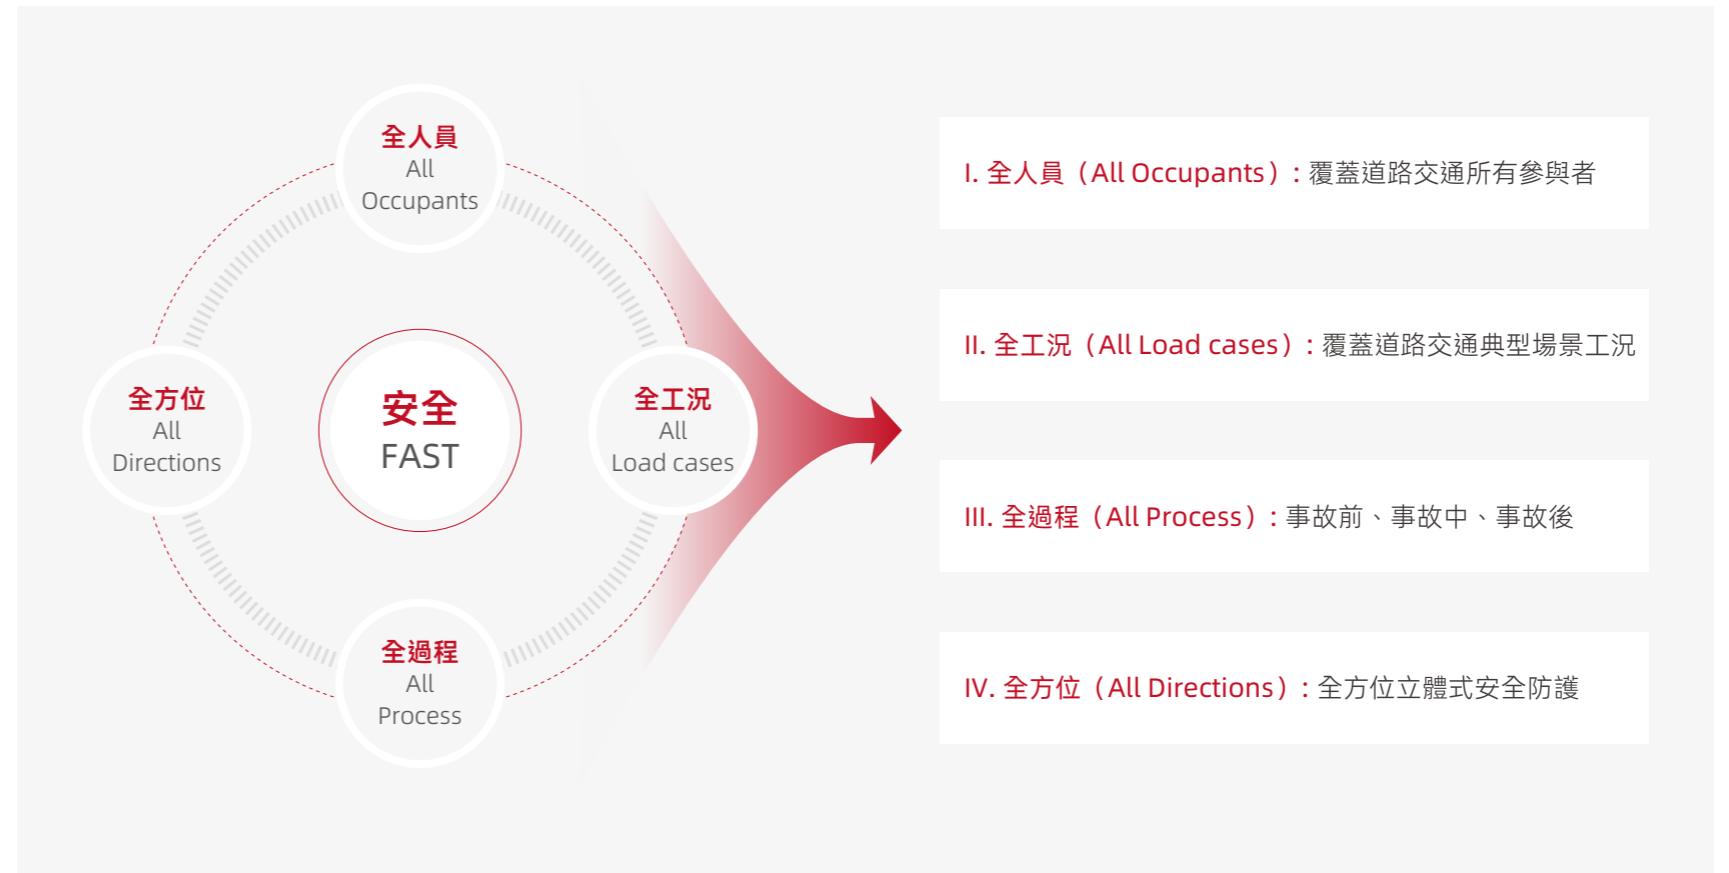 全人員
All
Occupants
全方位
All
Directions
安全
FAST
全工況
All
Load cases
全過程
All
Process
I. 全人員（All Occupants）: 覆蓋道路交通所有參與者
II. 全工況（All Load cases）: 覆蓋道路交通典型場景工況
III. 全過程（All Process）: 事故前、事故中、事故後
IV. 全方位（All Directions）: 全方位立體式安全防護